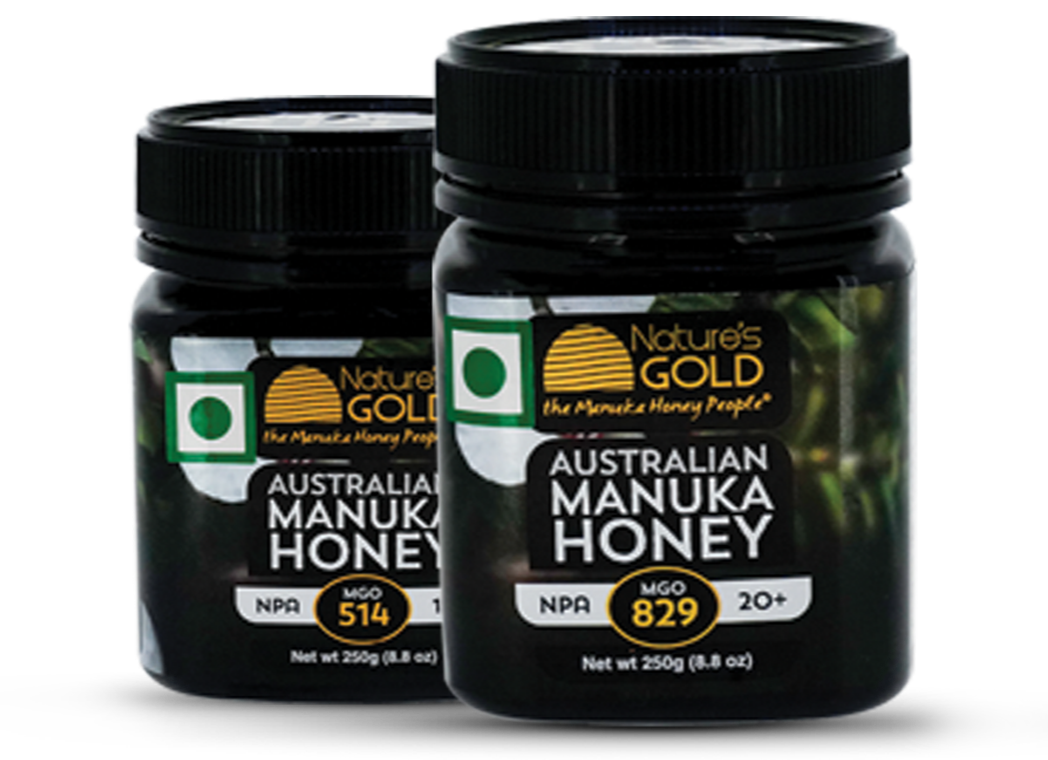 Nature's
GOLD
the Manuka Honey People®
AUSTRALIAN
MANUKA
HONEY
NPA
MGO
514
Net wt 250g (8.8 oz)
Nature's
GOLD
the Manuka Honey People®
AUSTRALIAN
MANUKA
HONEY
NPA
MGO
829
20+
Net wt 250g (8.8 oz)